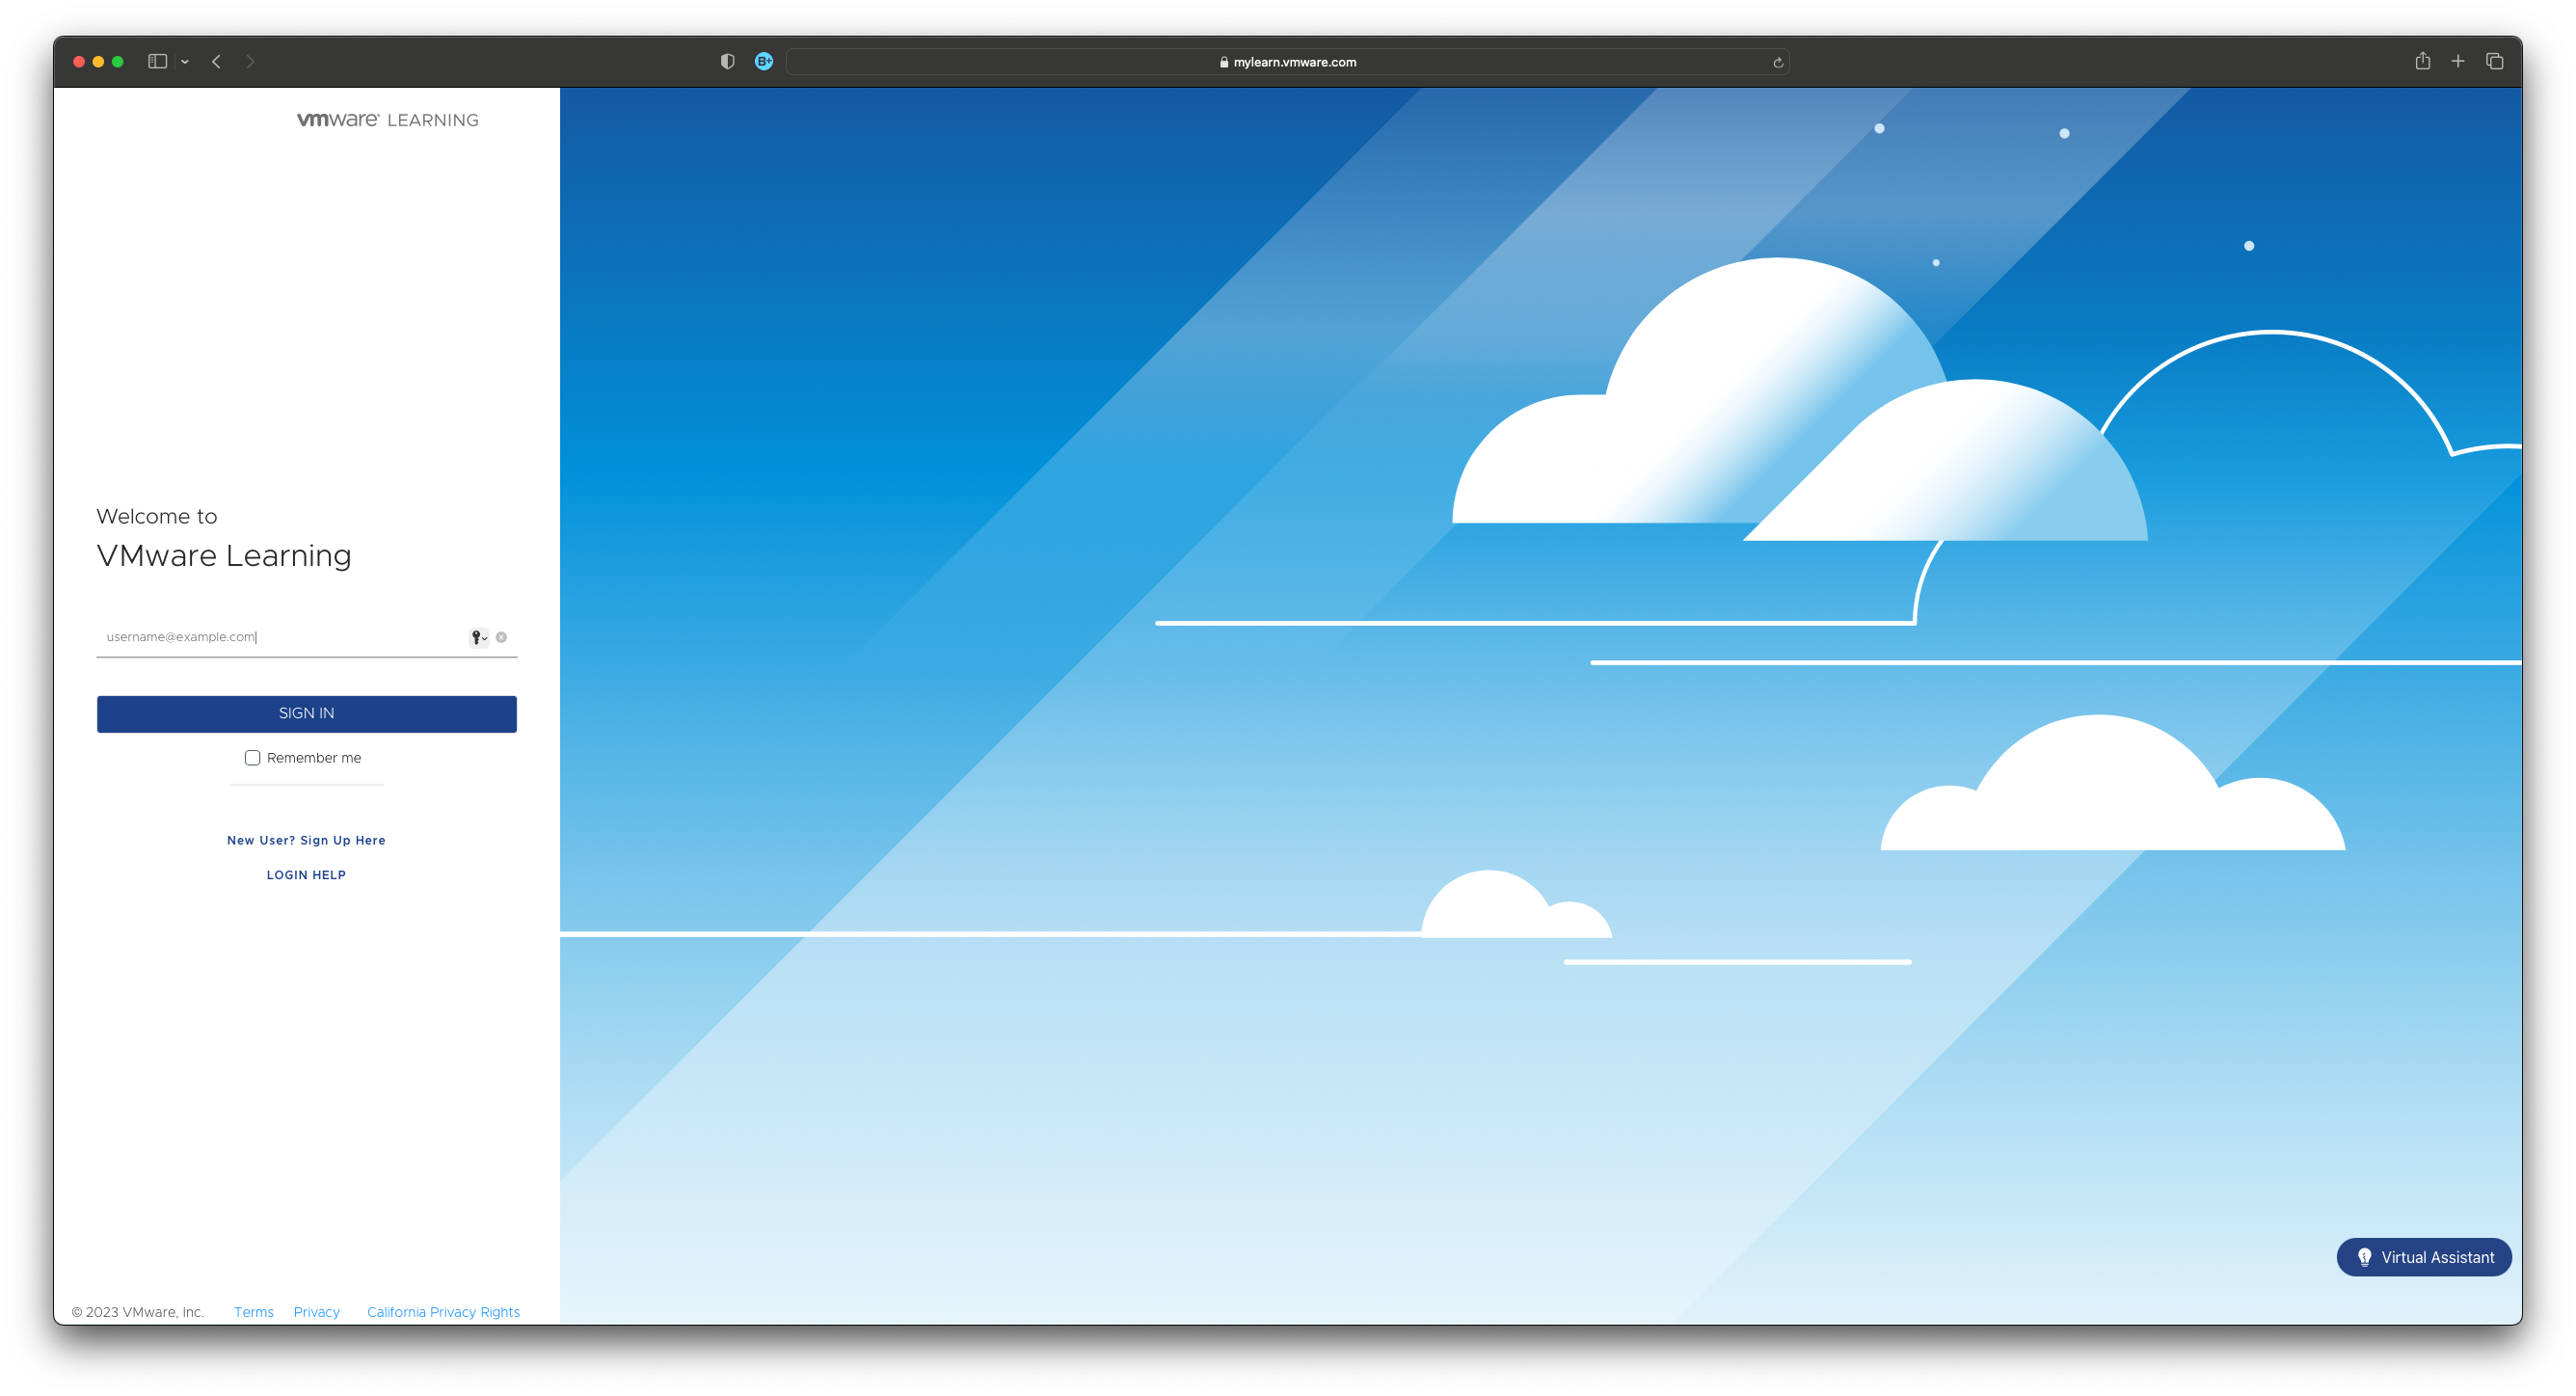 B+
mylearn.vmware.com
vmware® LEARNING
Welcome to
VMware Learning
username@example.com
SIGN IN
Remember me
New User? Sign Up Here
LOGIN HELP
Virtual Assistant
© 2023 VMware, Inc. Terms Privacy California Privacy Rights